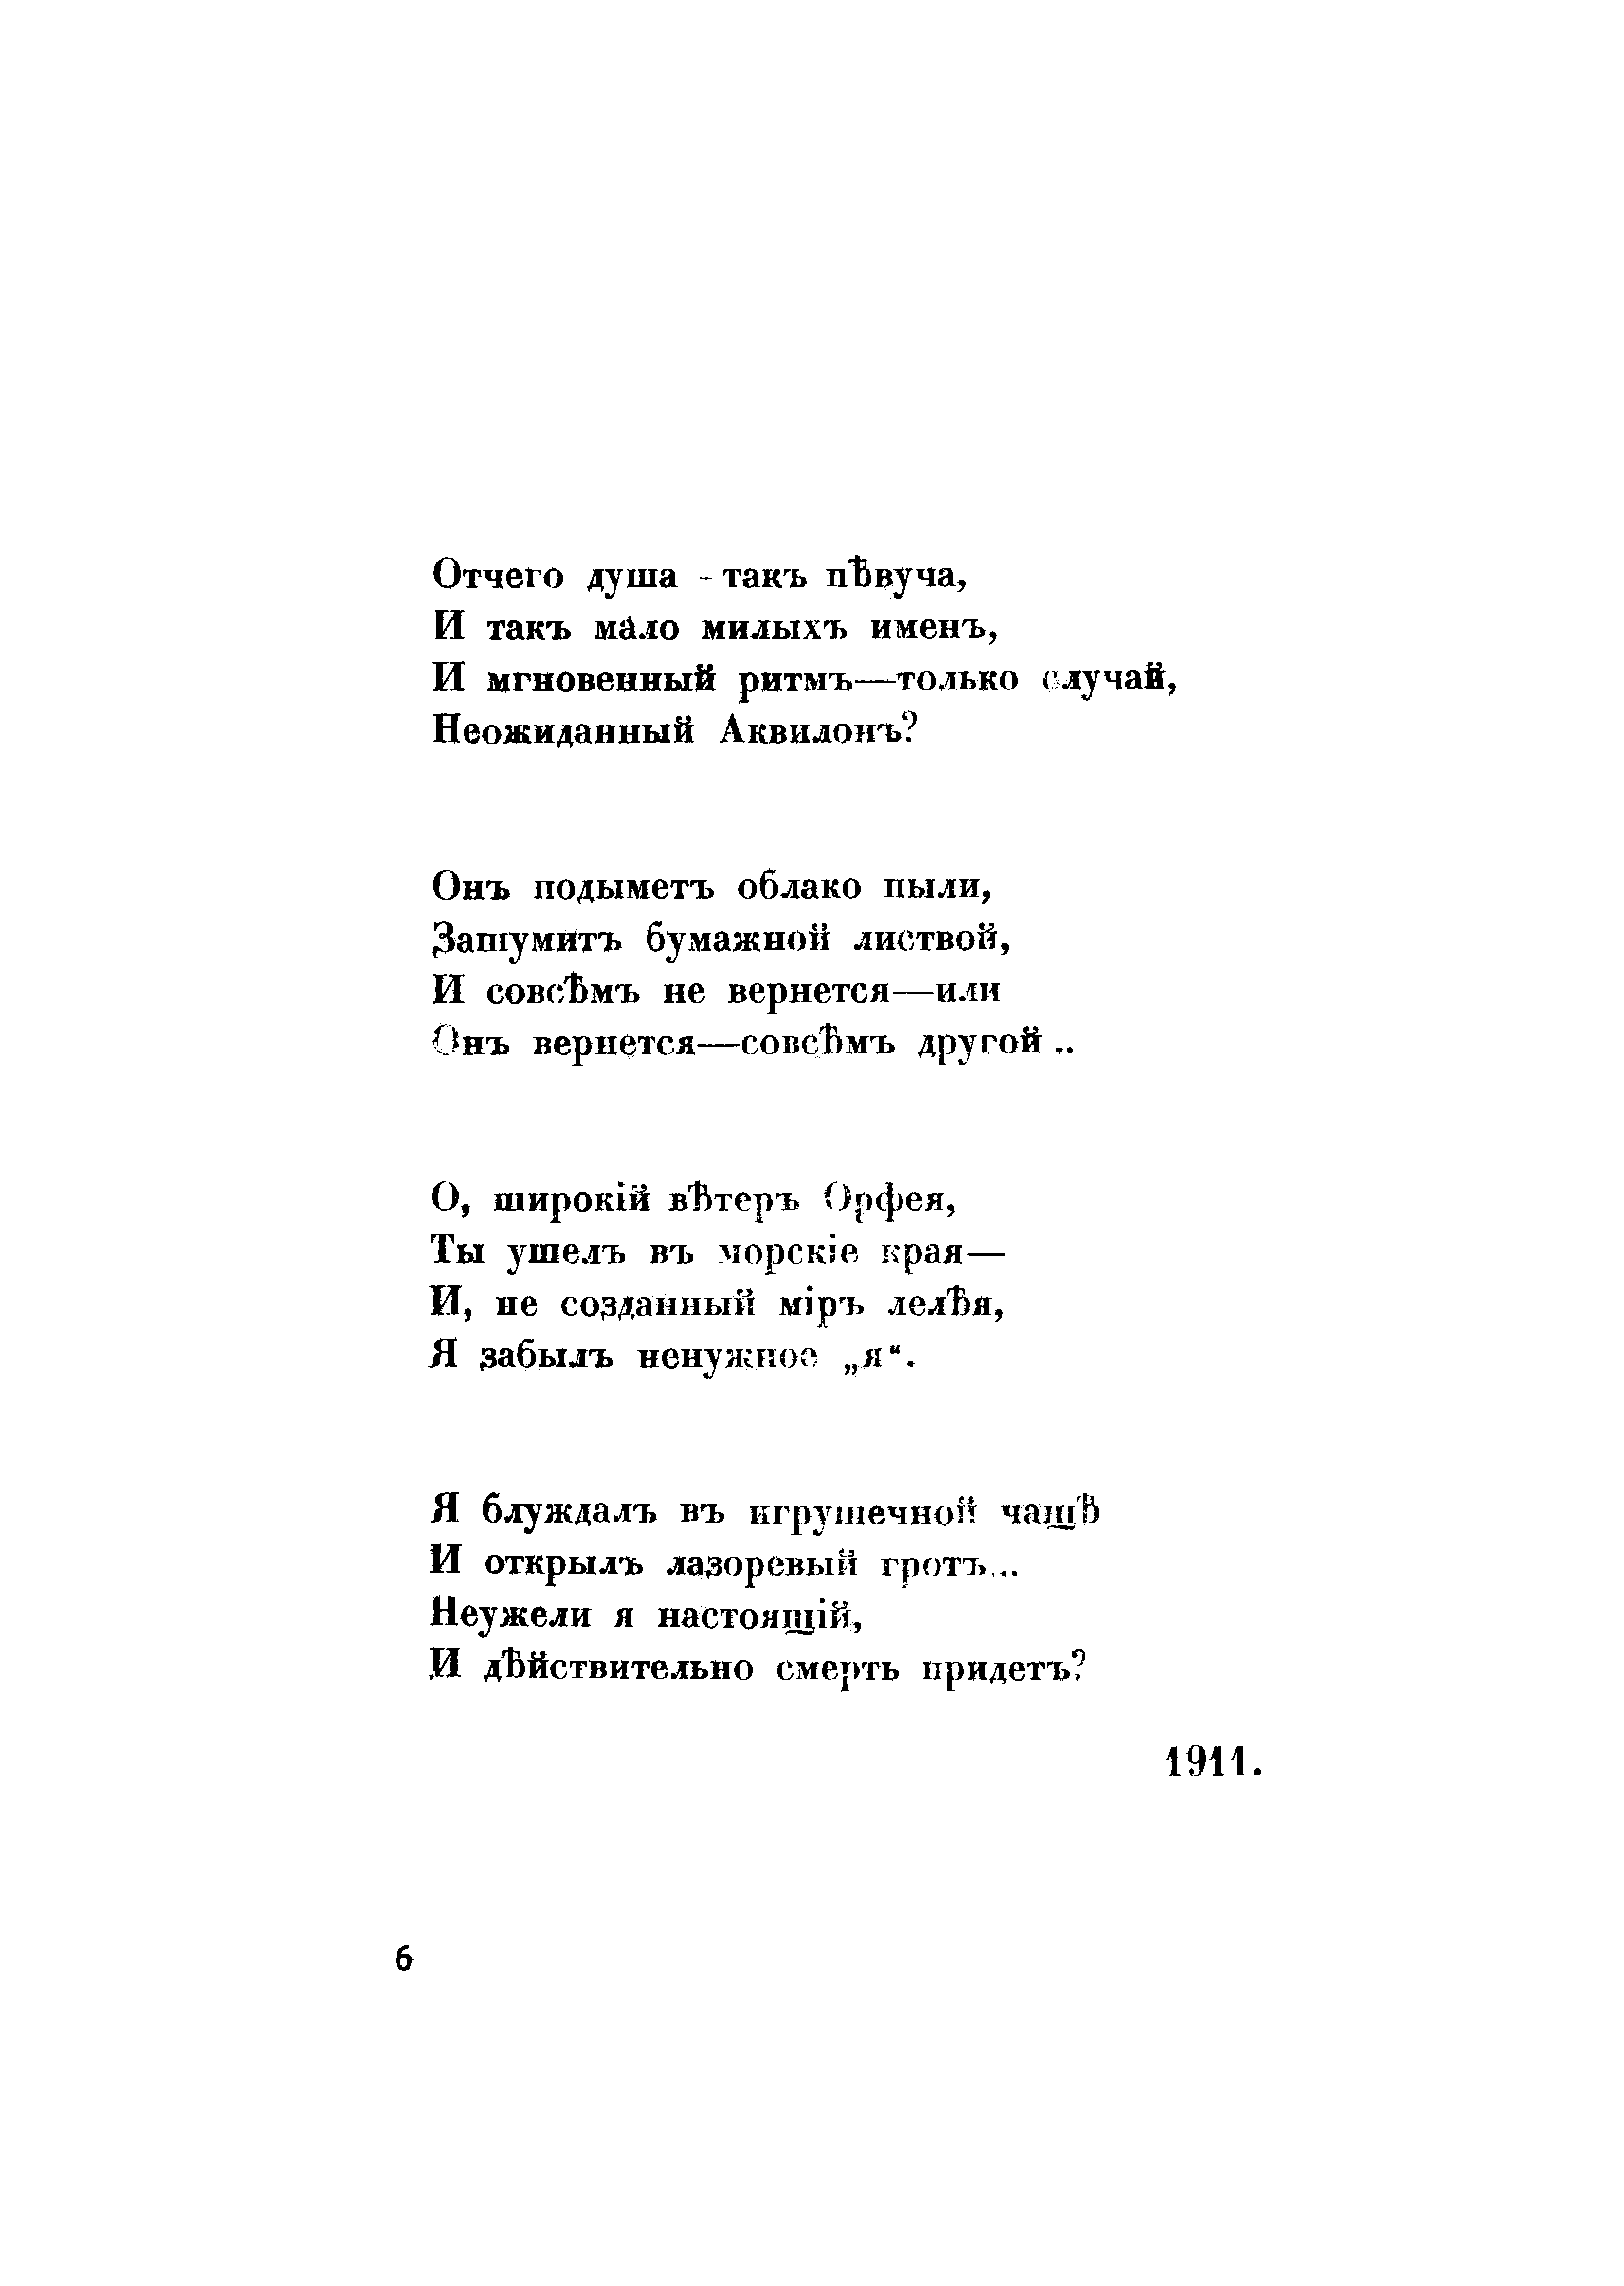 Отчего душа - такъ пѣвуча,
И такъ мало милыхъ именъ,
И мгновенный ритмъ—только случай,
Неожиданный Аквилонъ?
Онъ подыметъ облако пыли,
Зашумитъ бумажной листвой,
И совсѣмъ не вернется—или
Онъ вернется—совсѣмъ другой ..
О, широкій вѣтеръ Орфея,
Ты ушелъ въ морскіе края—
И, не созданный міръ лелѣя,
Я забылъ ненужное „я“.
Я блуждалъ въ игрушечной чащѣ
И открылъ лазоревый гротъ...
Неужели я настоящій,
И дѣйствительно смерть придетъ?
1911.
6